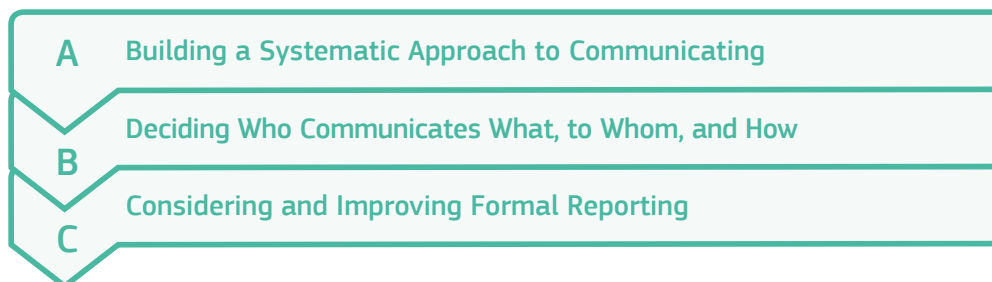 A Building a Systematic Approach to Communicating
B Deciding Who Communicates What, to Whom, and How
C Considering and Improving Formal Reporting